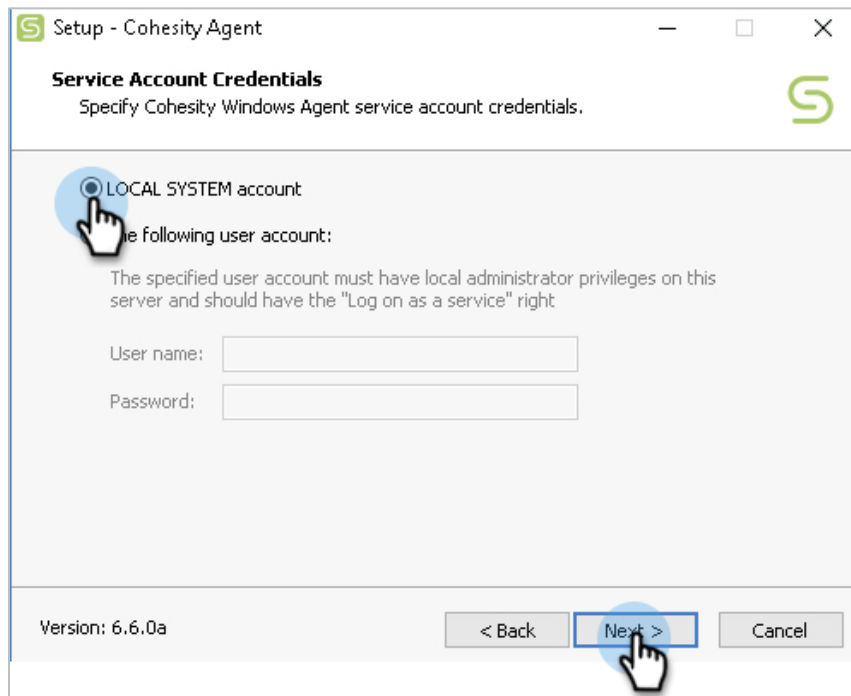 Setup - Cohesity Agent
Service Account Credentials
Specify Cohesity Windows Agent service account credentials.
LOCAL SYSTEM account
following user account:
The specified user account must have local administrator privileges on this
server and should have the "Log on as a service" right
User name:
Password:
Version: 6.6.0a
< Back
Next >
Cancel